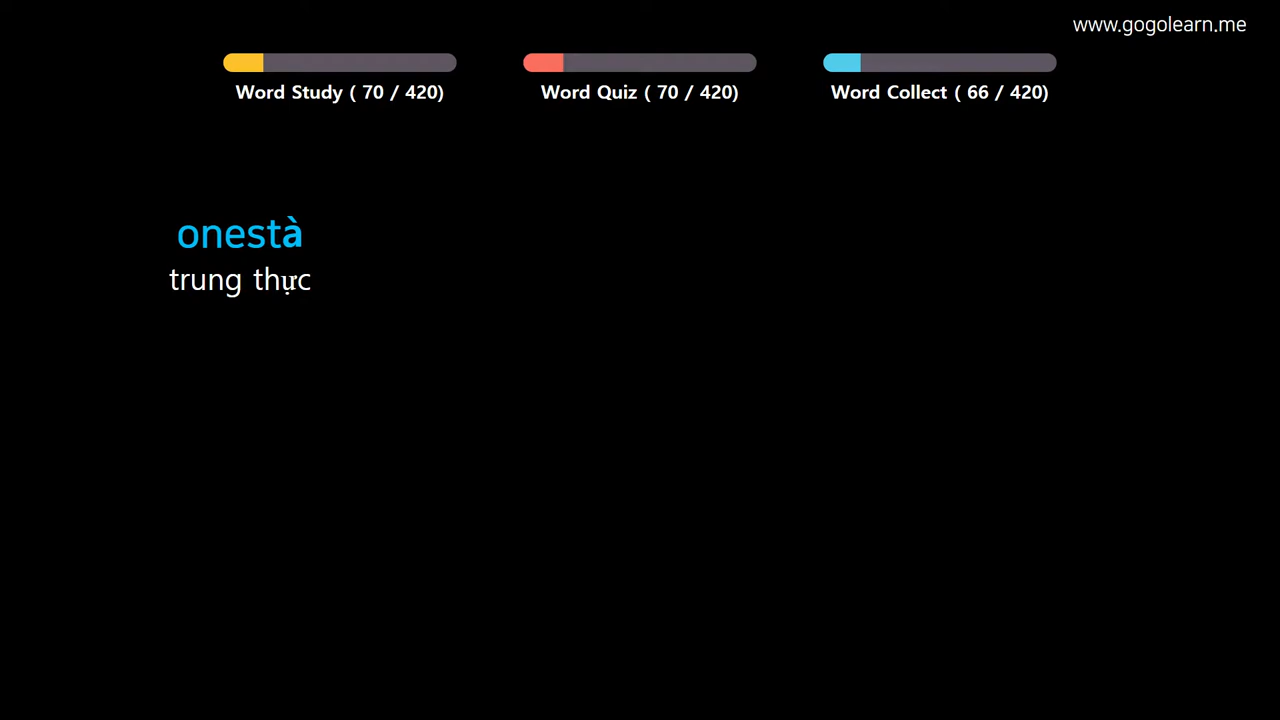 www.gogolearn.me
Word Study ( 70 / 420)
Word Quiz ( 70 / 420)
Word Collect ( 66 / 420)
onestà
trung thực